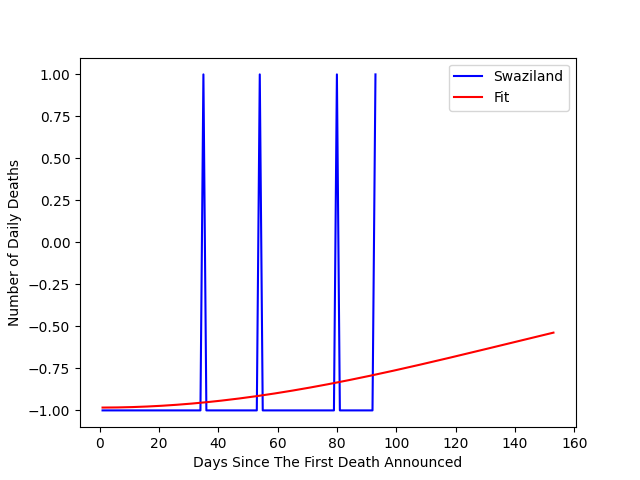 Swaziland
Fit
Number of Daily Deaths
1.00
0.75
0.50
0.25
0.00
−0.25
−0.50
−0.75
−1.00
0 20 40 60 80 100 120 140 160
Days Since The First Death Announced